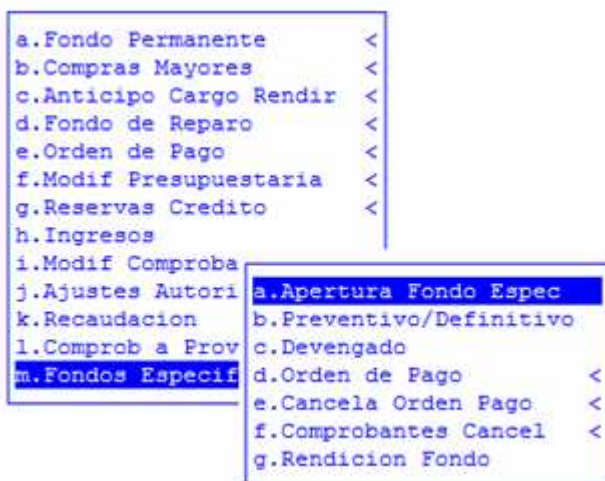 a.Fondo Permanente <
b.Compras Mayores <
c.Anticipo Cargo Rendir <
d.Fondo de Reparo <
e.Orden de Pago <
f.Modif Presupuestaria <
g.Reservas Credito <
h.Ingresos
i.Modif Comproba
j.Ajustes Autori
k.Recaudacion
l.Comprob a Prov
m.Fondos Especif
a.Apertura Fondo Espec
b.Preventivo/Definitivo
c.Devengado
d.Orden de Pago <
e.Cancela Orden Pago <
f.Comprobantes Cancel <
g.Rendicion Fondo